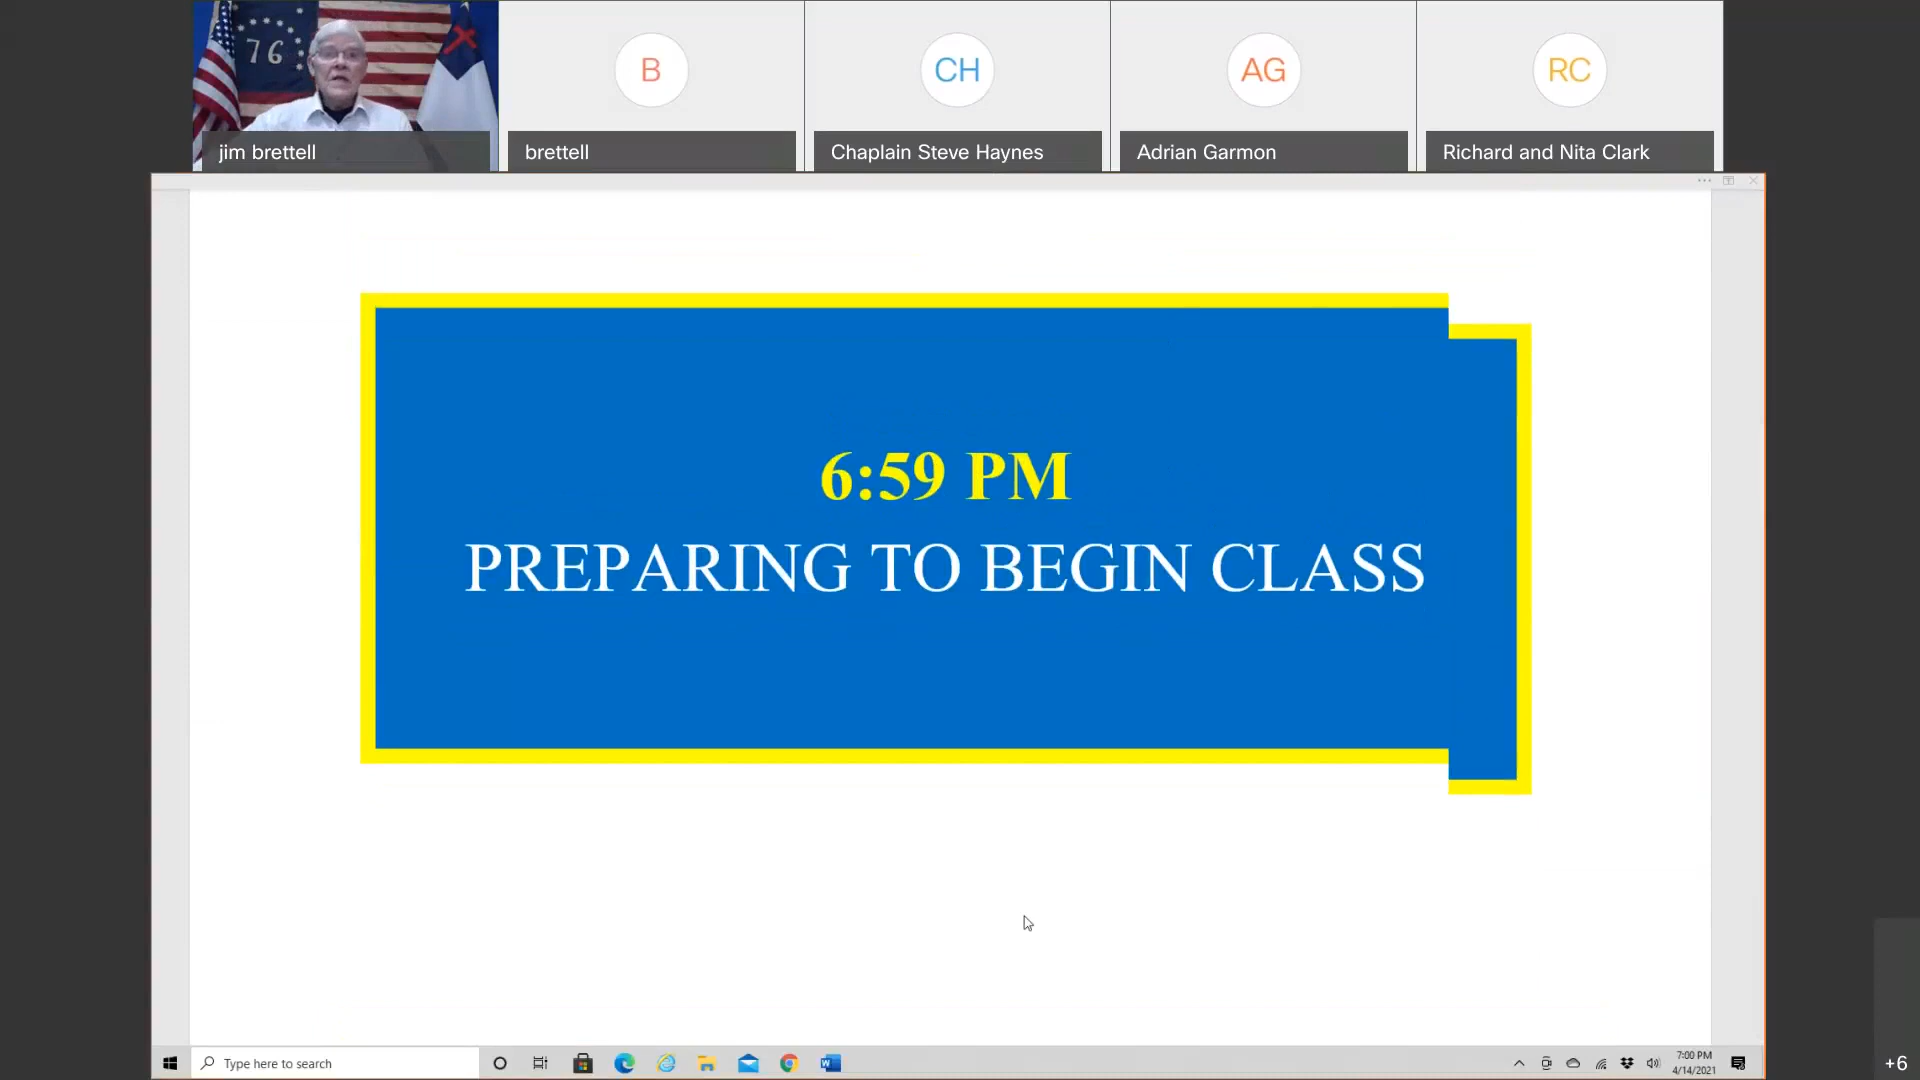 76
B
CH
AG
RC
jim brettell
brettell
Chaplain Steve Haynes
Adrian Garmon
Richard and Nita Clark
6:59 PM
PREPARING TO BEGIN CLASS
Type here to search
7:00 PM
4/14/2021
+6